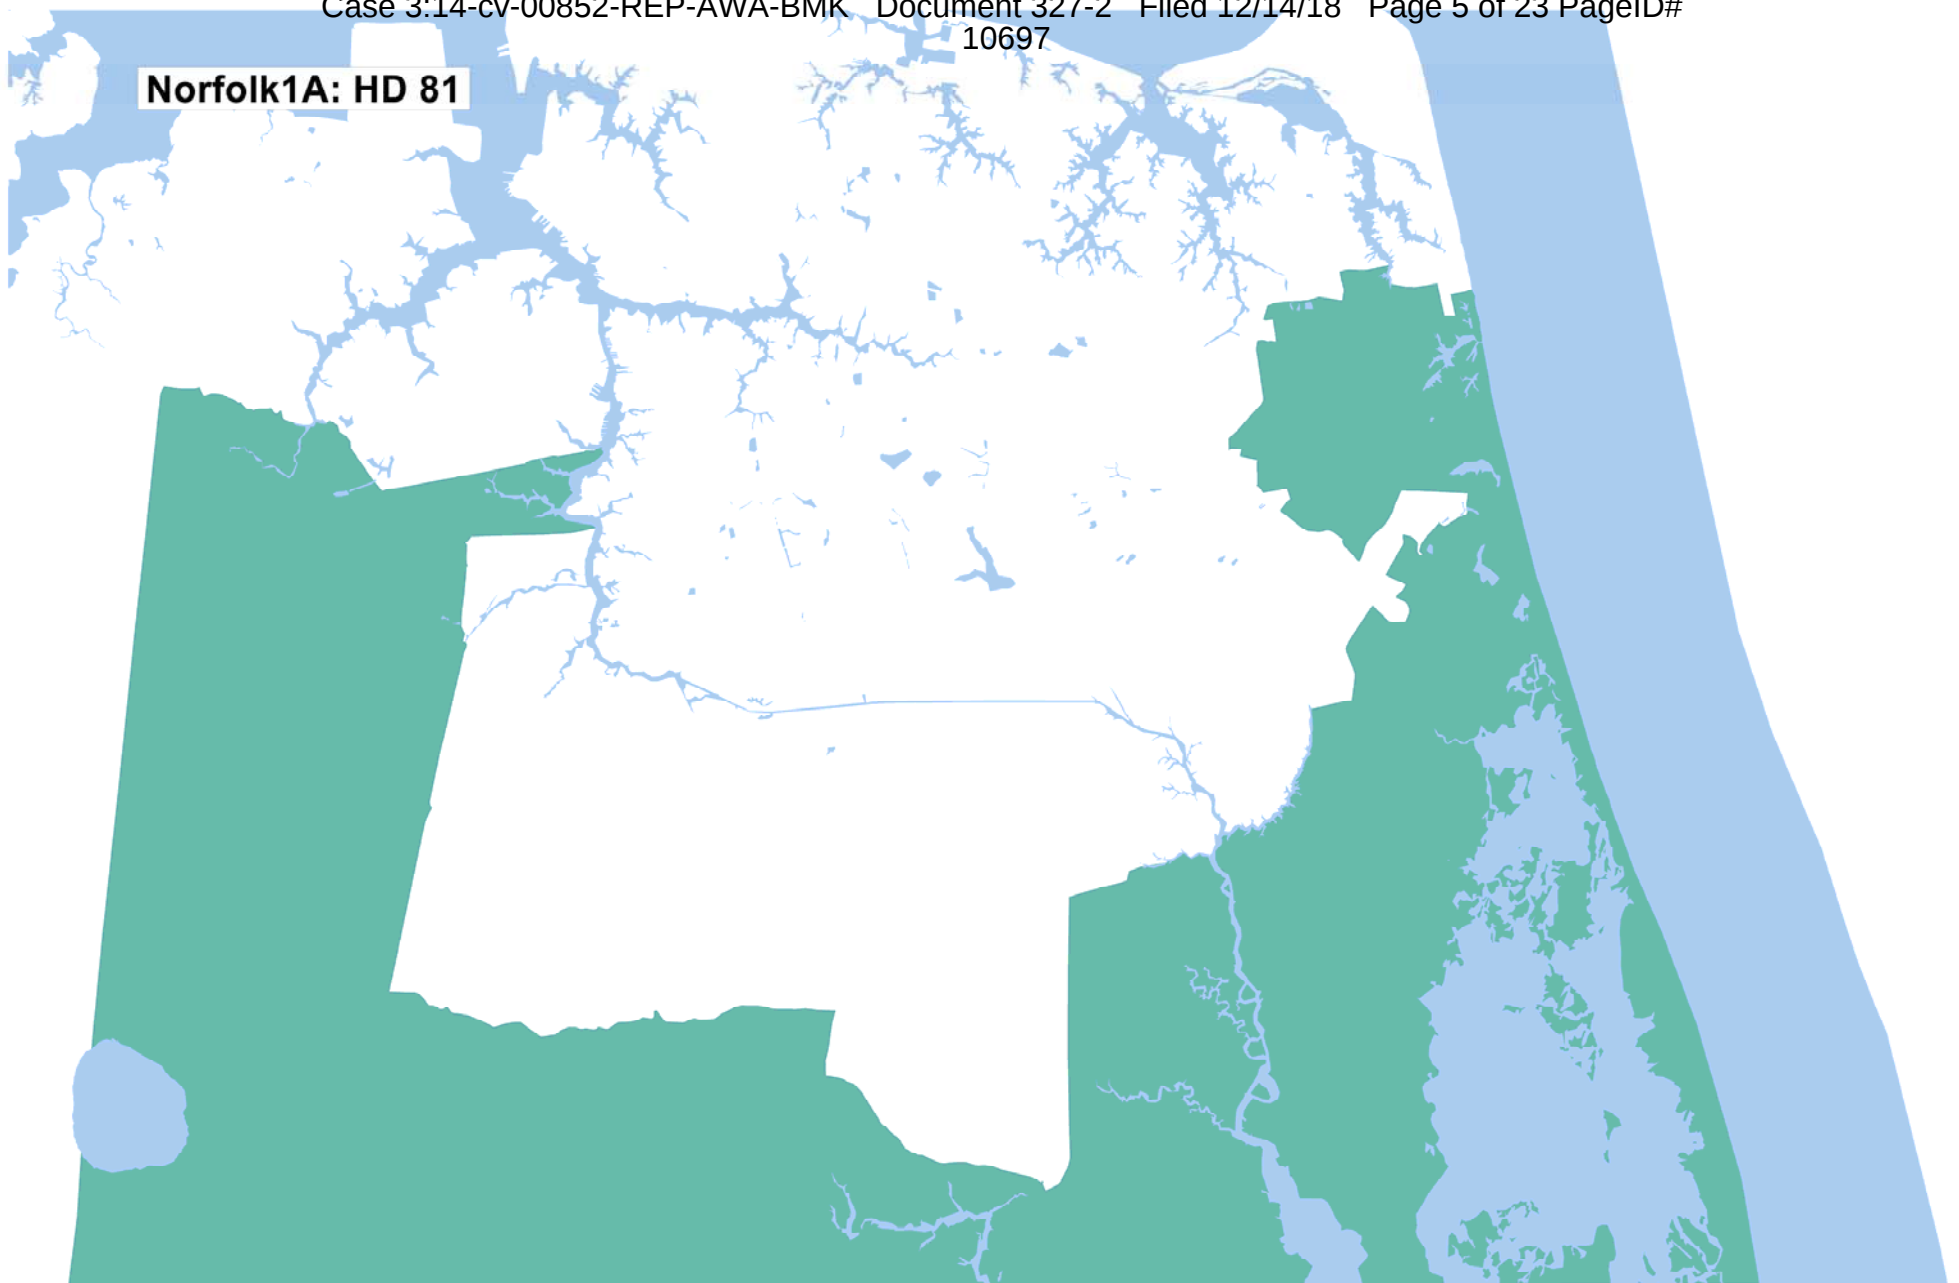 Case 3:14-cv-00852-REP-AWA-BMK Document 327-2 Filed 12/14/18 Page 5 of 23 PageID#
10697
Norfolk1A: HD 81